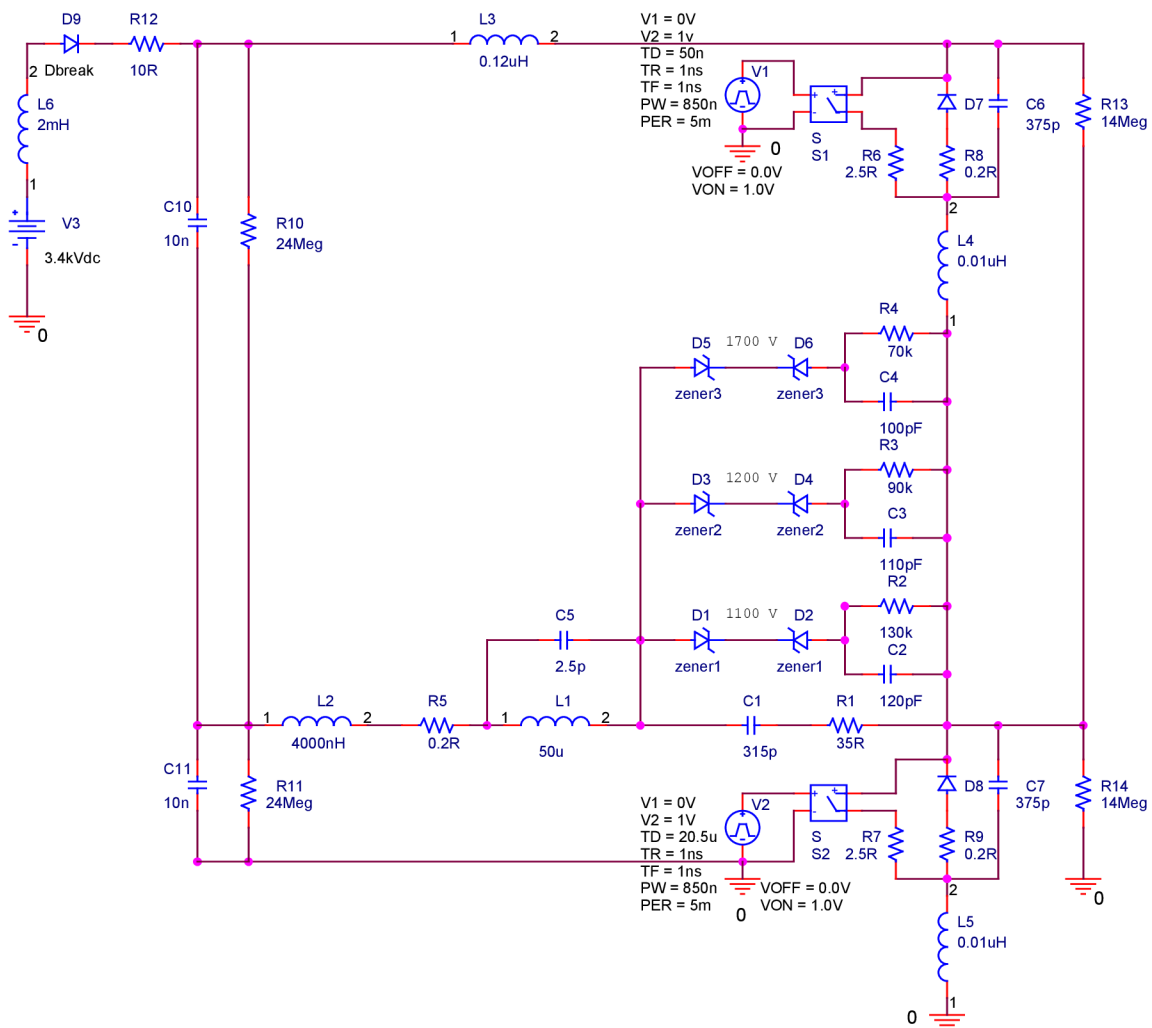 D9
Dbreak
R12
10R
2
L6
2mH
1
+
-
V3
3.4kVdc
0
C10
10n
R10
24Meg
1
L3
2
0.12uH
V1 = 0V
V2 = 1v
TD = 50n
TR = 1ns
TF = 1ns
PW = 850n
PER = 5m
V1
+
-
0
VOFF = 0.0V
VON = 1.0V
+
-
+
-
S
S1
R6
2.5R
D7
R8
0.2R
C6
375p
R13
14Meg
2
L4
0.01uH
1
R4
70k
D5
1700 V
D6
zener3
zener3
C4
100pF
R3
90k
D3
1200 V
D4
zener2
zener2
C3
110pF
R2
130k
D1
1100 V
D2
zener1
zener1
C2
120pF
C5
2.5p
1
L2
2
4000nH
R5
0.2R
1
L1
2
50u
C1
315p
R1
35R
C11
10n
R11
24Meg
V1 = 0V
V2 = 1V
TD = 20.5u
TR = 1ns
TF = 1ns
PW = 850n
PER = 5m
V2
+
-
0
VOFF = 0.0V
VON = 1.0V
+
-
+
-
S
S2
R7
2.5R
D8
R9
0.2R
C7
375p
R14
14Meg
0
2
L5
0.01uH
1
0